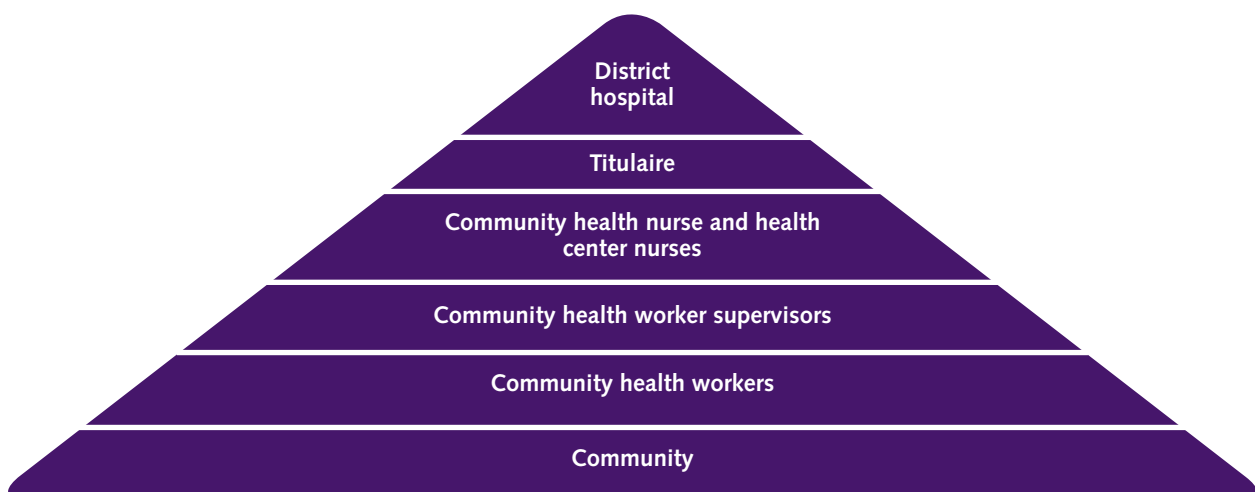 District
hospital
Titulaire
Community health nurse and health
center nurses
Community health worker supervisors
Community health workers
Community